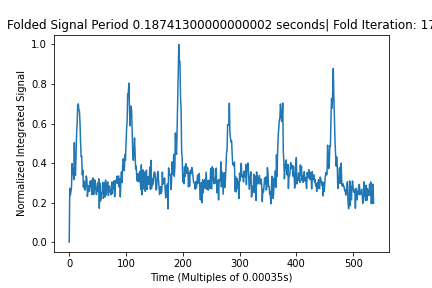 Folded Signal Period 0.18741300000000002 seconds| Fold Iteration: 17
1.0
0.8
0.6
0.4
0.2
0.0
Normalized Integrated Signal
0 100 200 300 400 500
Time (Multiples of 0.00035s)